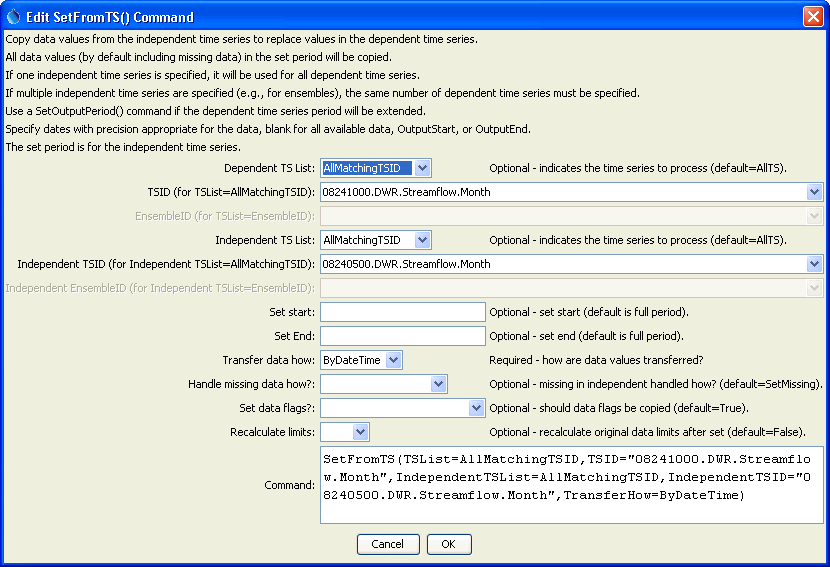 Edit SetFromTS() Command
Copy data values from the independent time series to replace values in the dependent time series.
All data values (by default including missing data) in the set period will be copied.
If one independent time series is specified, it will be used for all dependent time series.
If multiple independent time series are specified (e.g., for ensembles), the same number of dependent time series must be specified.
Use a SetOutputPeriod() command if the dependent time series period will be extended.
Specify dates with precision appropriate for the data, blank for all available data, OutputStart, or OutputEnd.
The set period is for the independent time series.
Dependent TS List: AllMatchingTSID Optional - indicates the time series to process (default=AllTS).
TSID (for TSList=AllMatchingTSID): 08241000.DWR.Streamflow.Month
EnsembleID (for TSList=EnsembleID):
Independent TS List: AllMatchingTSID Optional - indicates the time series to process (default=AllTS).
Independent TSID (for Independent TSList=AllMatchingTSID): 08240500.DWR.Streamflow.Month
Independent EnsembleID (for Independent TSList=EnsembleID):
Set start: Optional - set start (default is full period).
Set End: Optional - set end (default is full period).
Transfer data how: ByDateTime Required - how are data values transferred?
Handle missing data how?: Optional - missing in independent handled how? (default=SetMissing).
Set data flags?: Optional - should data flags be copied (default=True).
Recalculate limits: Optional - recalculate original data limits after set (default=False).
Command:
SetFromTS(TSList=AllMatchingTSID,TSID="08241000.DWR.Streamflo
w.Month",IndependentTSList=AllMatchingTSID,IndependentTSID="0
8240500.DWR.Streamflow.Month",TransferHow=ByDateTime)
Cancel OK